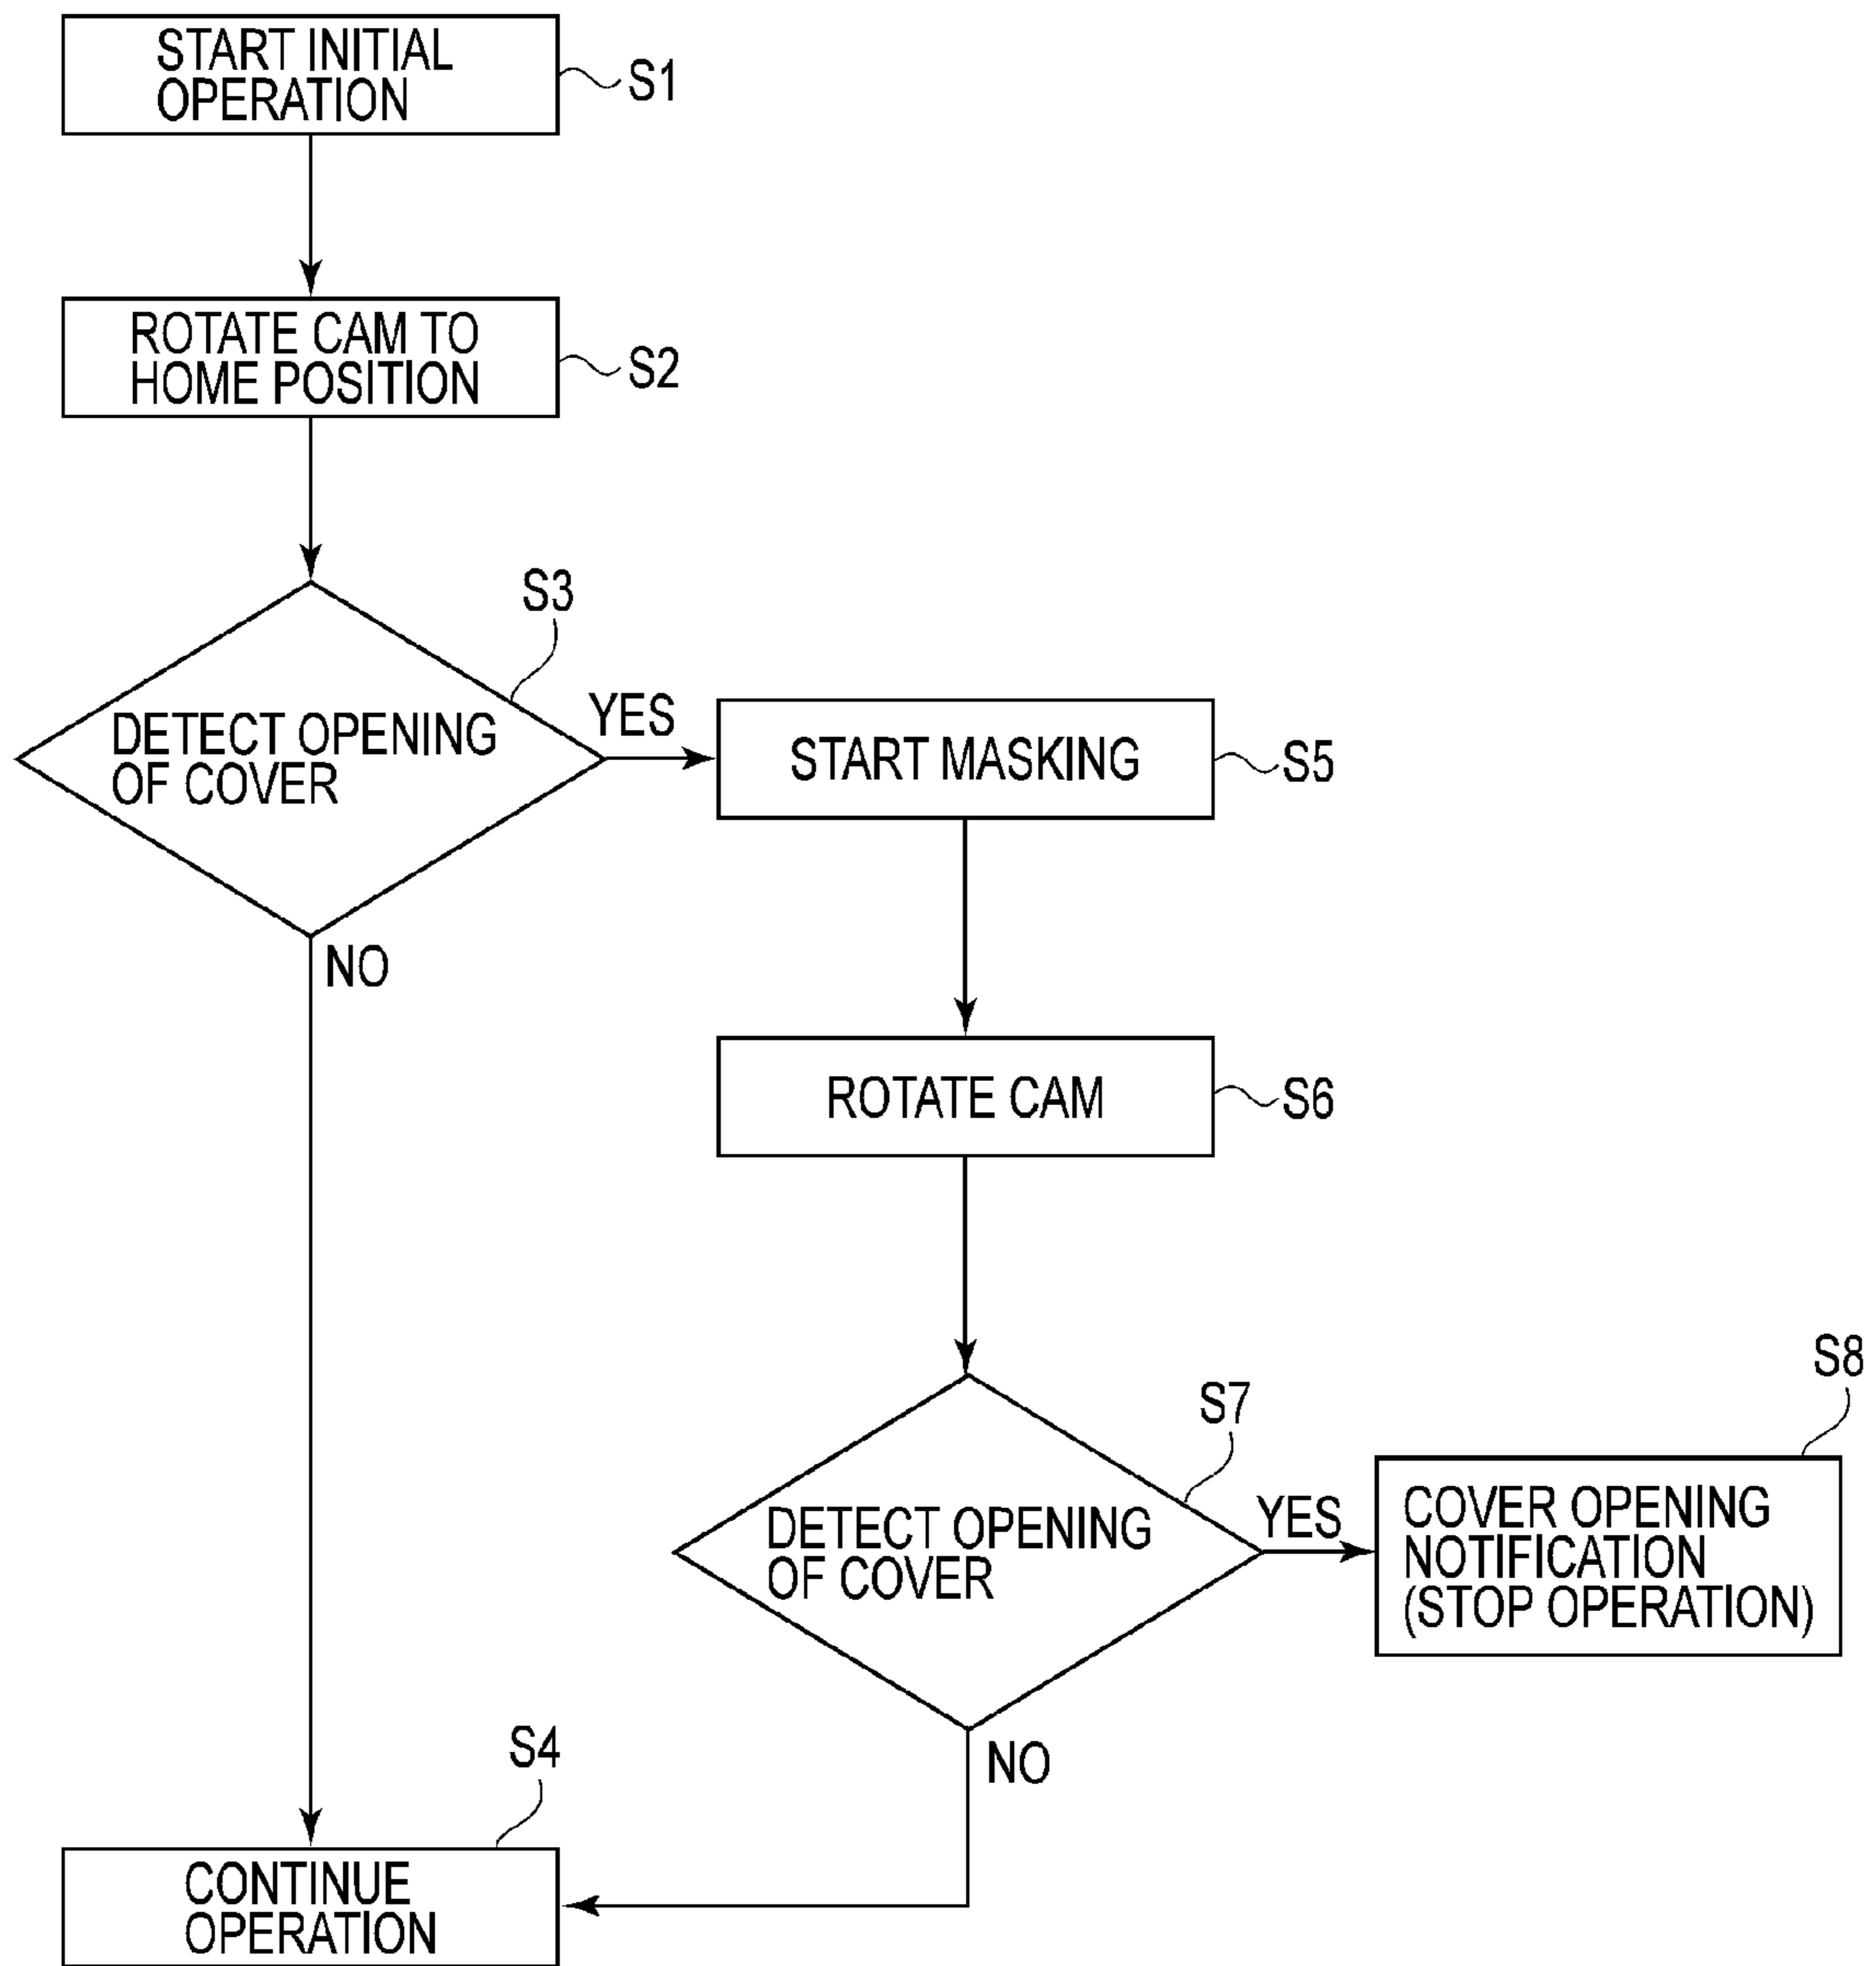 START INITIAL
OPERATION
S1
ROTATE CAM TO
HOME POSITION
S2
S3
DETECT OPENING
OF COVER
YES
NO
START MASKING
S5
ROTATE CAM
S6
S7
DETECT OPENING
OF COVER
YES
NO
S8
COVER OPENING
NOTIFICATION
(STOP OPERATION)
S4
CONTINUE
OPERATION